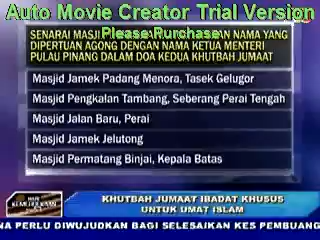 Auto Movie Creator Trial Version
Please Purchase
SENARAI MASJID
NAMA YANG
DIPERTUAN AGONG DENGAN NAMA KETUA MENTERI
PULAU PINANG DALAM DOA KEDUA KHUTBAH JUMAAT
Masjid Jamek Padang Menora, Tasek Gelugor
Masjid Pengkalan Tambang, Seberang Perai Tengah
Masjid Jalan Baru, Perai
Masjid Jamek Jelutong
Masjid Permatang Binjai, Kepala Batas
KHUTBAH JUMAAT IBADAT KHUSUS
UNTUK UMAT ISLAM
NA PERLU DIWUJUDKAN BAGI SELESAIKAN KES PEMBUANG